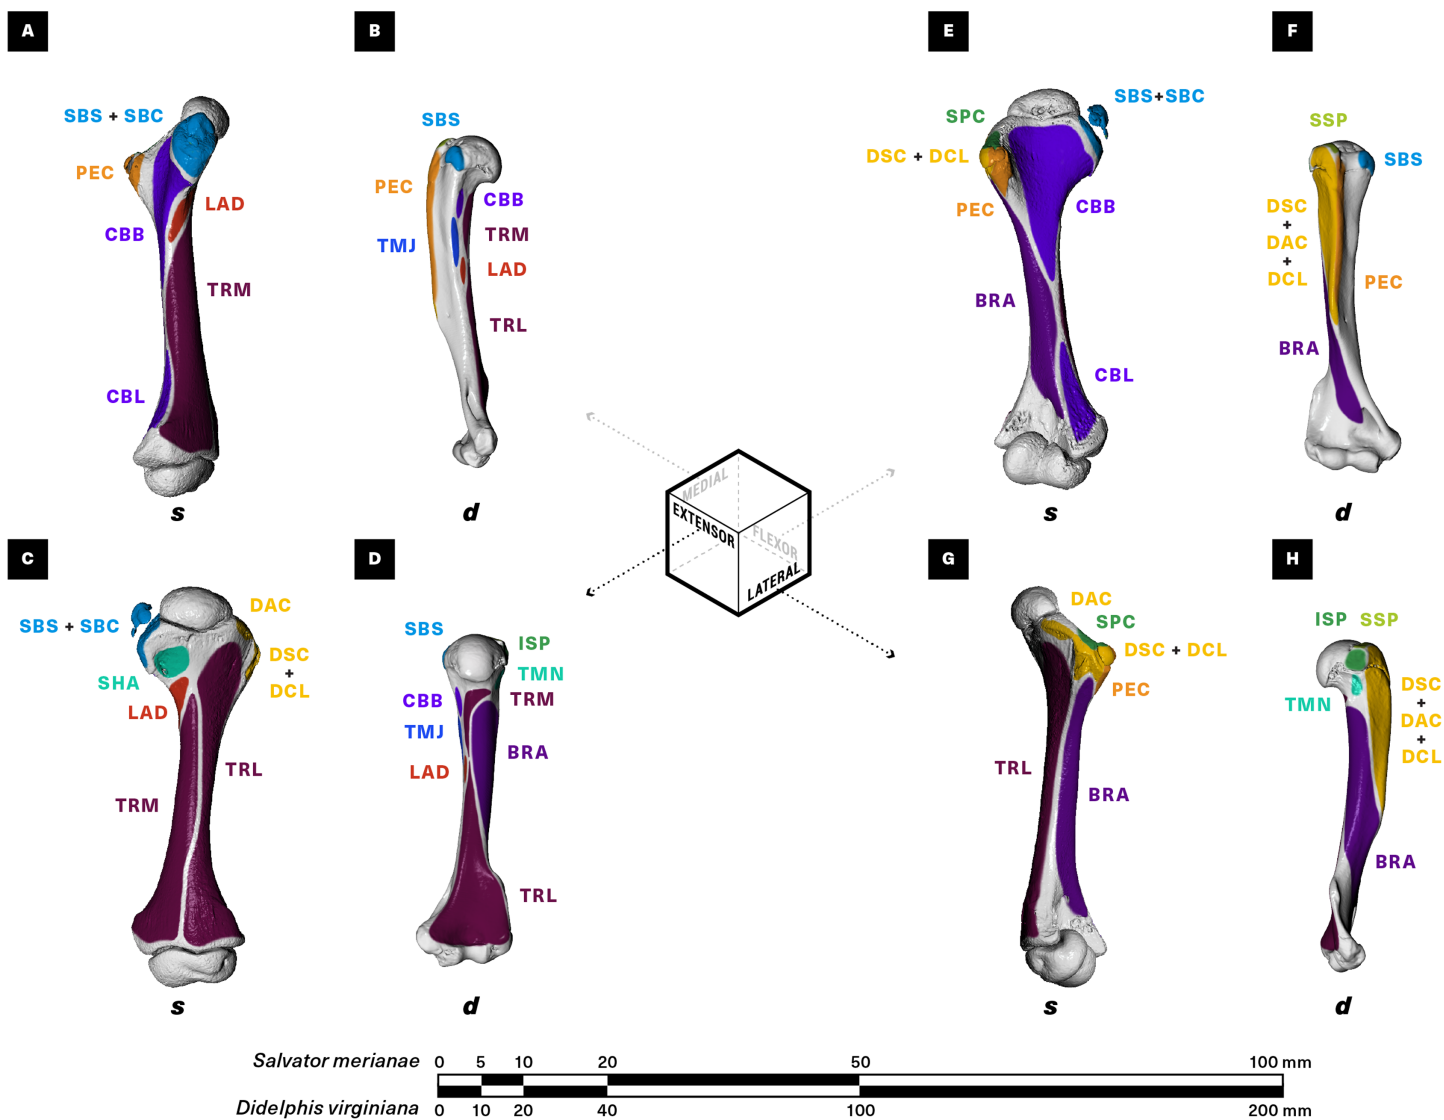 A
B
E
F
SBS + SBC
PEC
CBB
LAD
TRM
CBL
s
SBS
PEC
TMJ
CBB
TRM
LAD
TRL
d
SPC
DSC + DCL
PEC
SBS+SBC
CBB
BRA
CBL
s
SSP
SBS
DSC
+
DAC
+
DCL
PEC
BRA
d
MEDIAL
EXTENSOR
FLEXOR
LATERAL
C
D
G
H
SBS + SBC
DAC
DSC
+
DCL
SHA
LAD
TRL
TRM
s
SBS
ISP
TMN
CBB
TRM
TMJ
BRA
LAD
TRL
d
DAC
SPC
DSC + DCL
PEC
TRL
BRA
s
ISP SSP
TMN
DSC
+
DAC
+
DCL
BRA
d
Salvator merianae 0 5 10 20 50 100 mm
Didelphis virginiana 0 10 20 40 100 200 mm